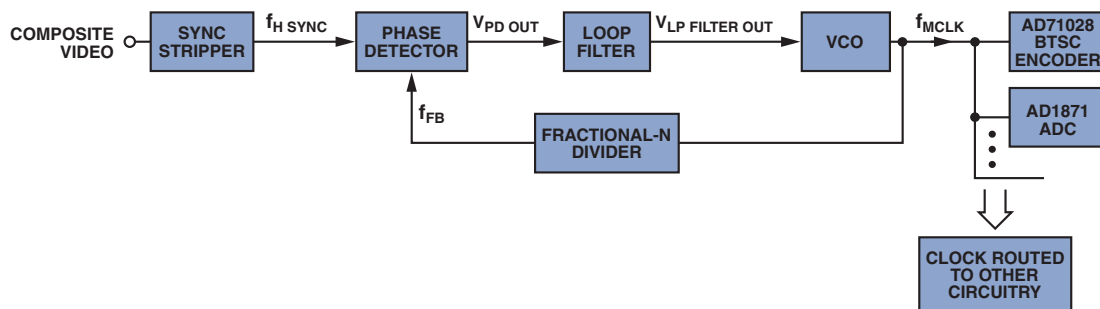 COMPOSITE
VIDEO
SYNC
STRIPPER
fH SYNC
PHASE
DETECTOR
VPD OUT
LOOP
FILTER
VLP FILTER OUT
VCO
fMCLK
AD71028
BTSC
ENCODER
AD1871
ADC
fFB
FRACTIONAL-N
DIVIDER
CLOCK ROUTED
TO OTHER
CIRCUITRY